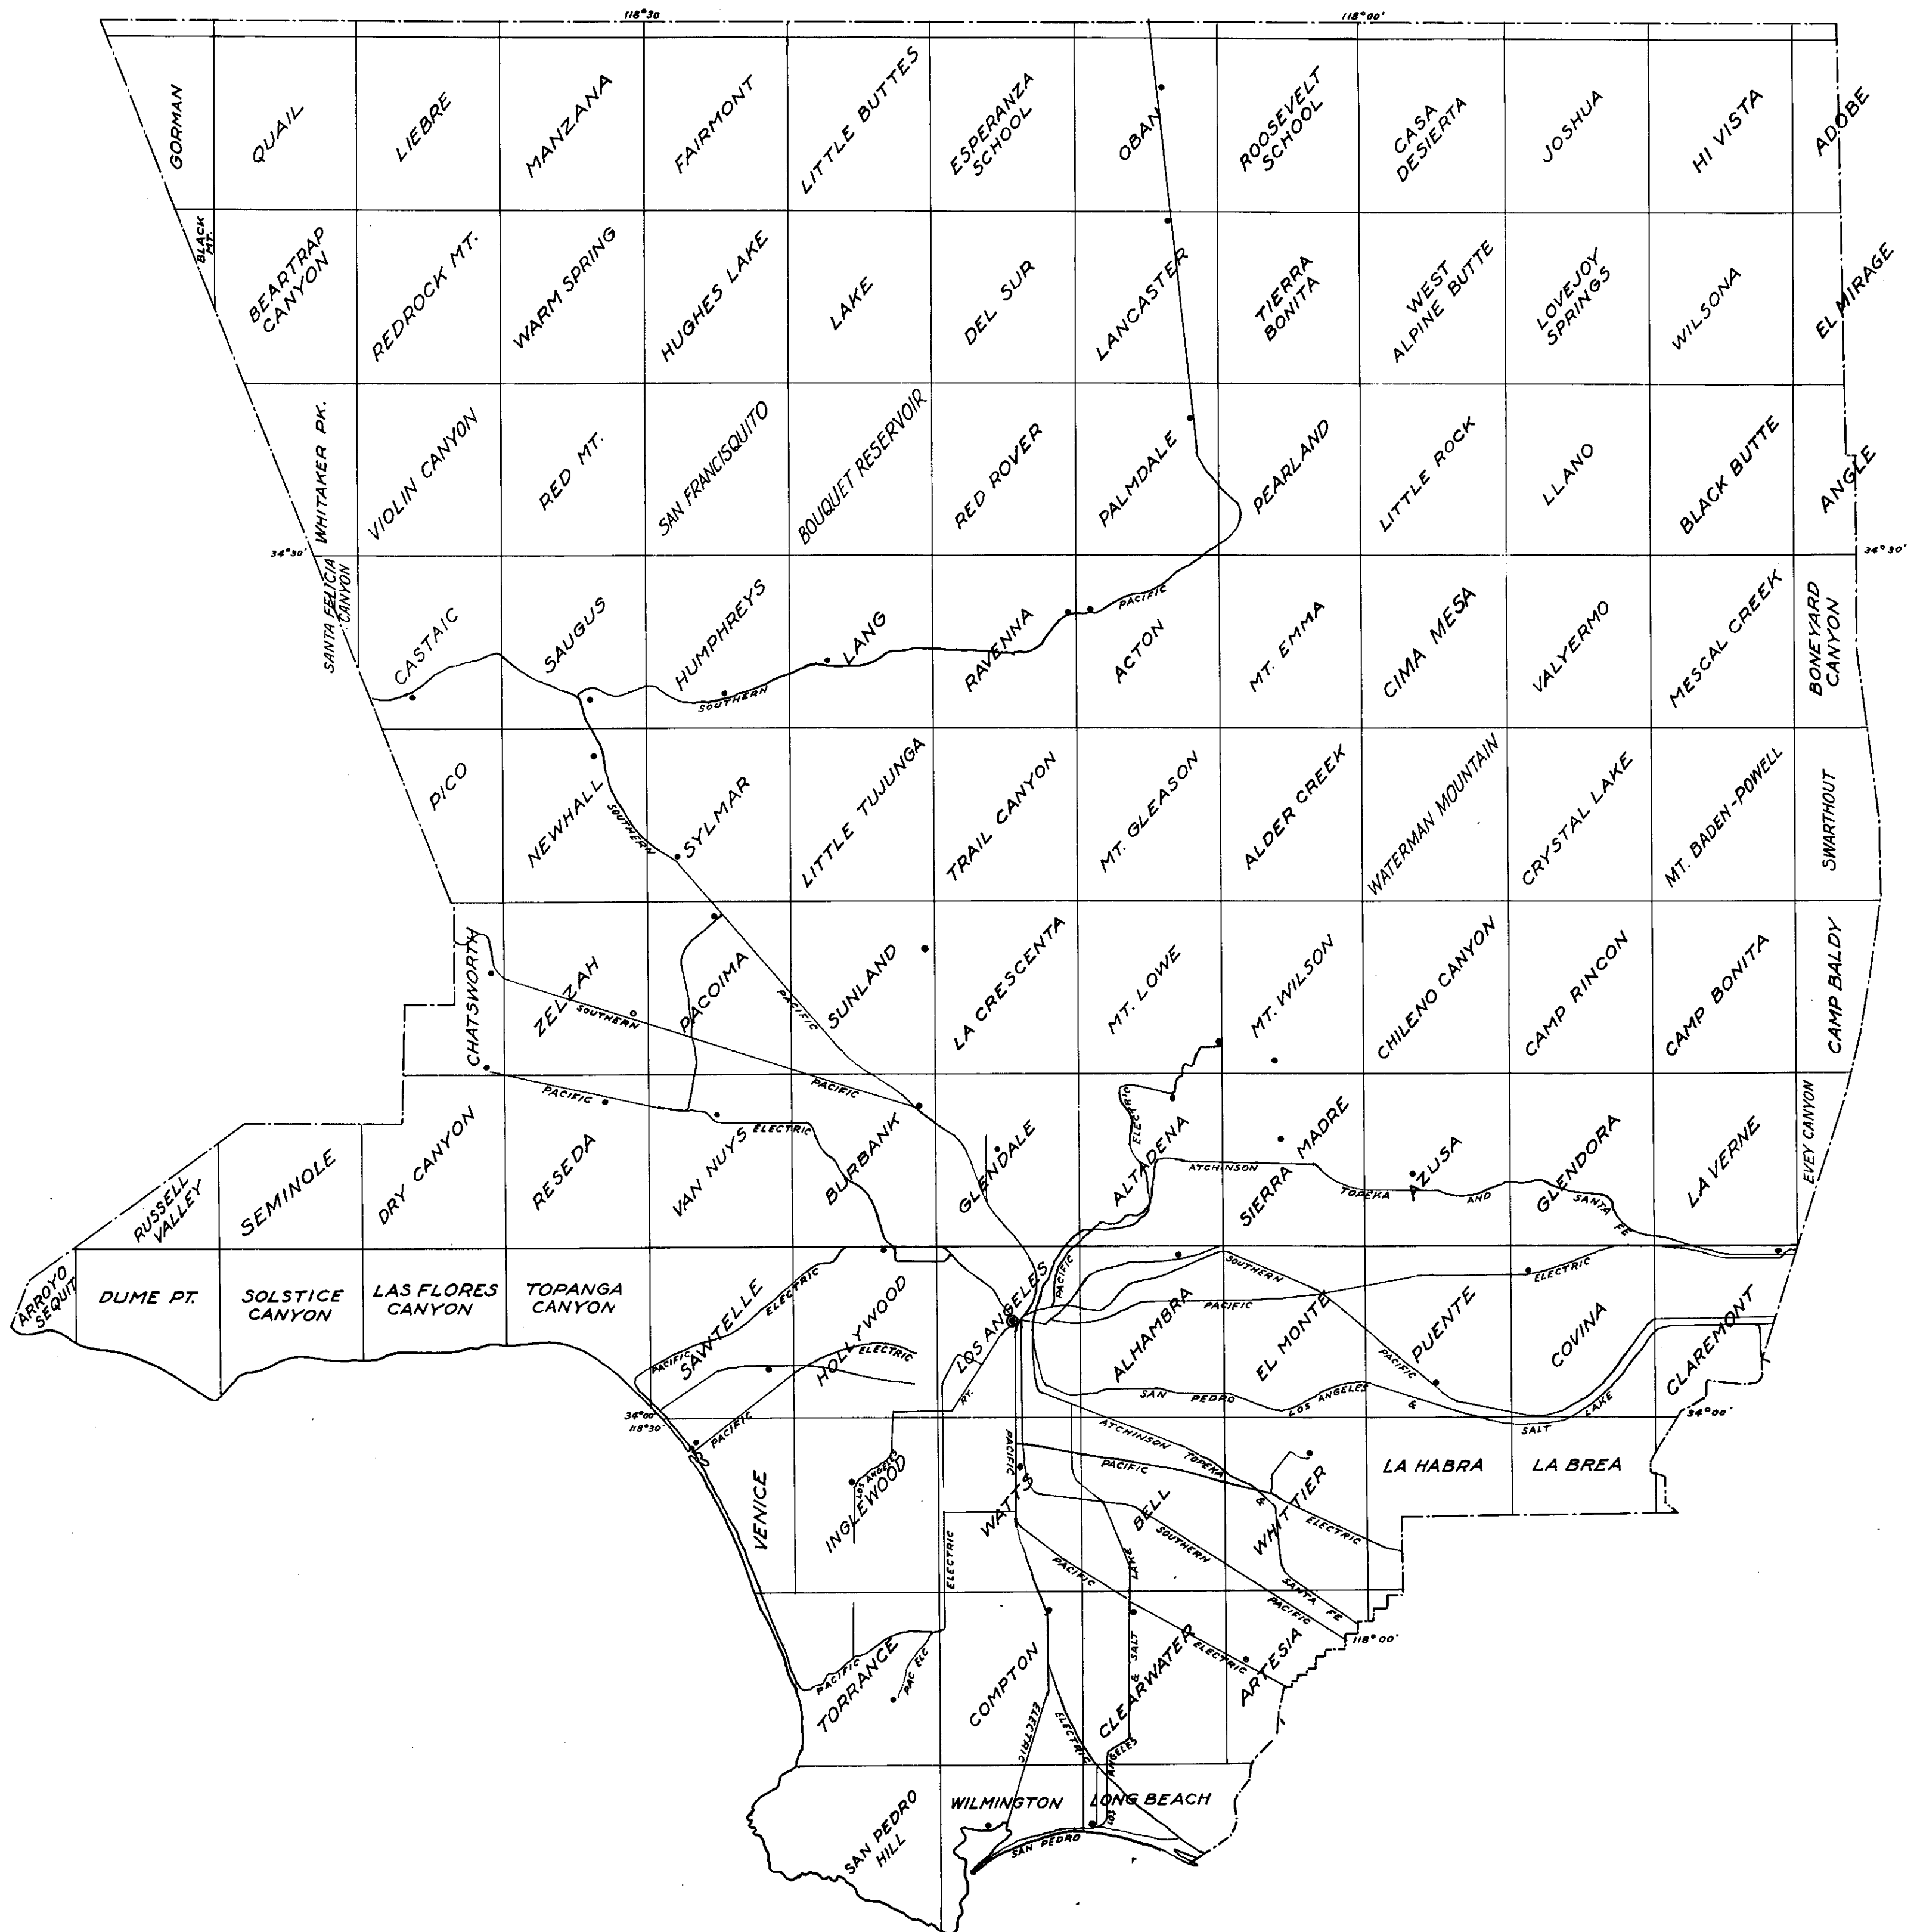 118°30
118°00'
GORMAN
QUAIL
LIEBRE
MANZANA
FAIRMONT
LITTLE BUTTES
ESPERANZA
SCHOOL
OBAN
ROOSEVELT
SCHOOL
CASA
DESIERTA
JOSHUA
HI VISTA
ADOBE
BLACK
MT.
BEARTRAP
CANYON
REDROCK MT.
WARM SPRING
HUGHES LAKE
LAKE
DEL SUR
LANCASTER
TIERRA
BONITA
WEST
ALPINE BUTTE
LOVEJOY
SPRINGS
WILSONA
EL MIRAGE
WHITAKER PK.
VIOLIN CANYON
RED MT.
SAN FRANCISQUITO
BOUQUET RESERVOIR
RED ROVER
PALMDALE
PEARLAND
LITTLE ROCK
LLANO
BLACK BUTTE
ANGLE
34°30'
34°30'
SANTA FELICIA
CANYON
CASTAIC
SAUGUS
HUMPHREYS
SOUTHERN
LANG
RAVENNA
PACIFIC
ACTON
MT. EMMA
CIMA MESA
VALYERMO
MESCAL CREEK
BONEYARD
CANYON
PICO
NEWHALL
SOUTHERN
SYLMAR
LITTLE TUJUNGA
TRAIL CANYON
MT. GLEASON
ALDER CREEK
WATERMAN MOUNTAIN
CRYSTAL LAKE
MT. BADEN-POWELL
SWARTHOUT
CHATSWORTH
ZELZAH
SOUTHERN
PACOIMA
PACIFIC
SUNLAND
LA CRESCENTA
MT. LOWE
MT. WILSON
CHILENO CANYON
CAMP RINCON
CAMP BONITA
CAMP BALDY
PACIFIC
PACIFIC
ELECTRIC
ELECTRIC
RUSSELL
VALLEY
SEMINOLE
DRY CANYON
RESEDA
VAN NUYS
BURBANK
GLENDALE
ALTADENA
ATCHINSON
SIERRA MADRE
TOPEKA
AZUSA
AND
GLENDORA
SANTA FE
LA VERNE
EVEY CANYON
ARROYO
SEQUIT
DUME PT.
SOLSTICE
CANYON
LAS FLORES
CANYON
TOPANGA
CANYON
PACIFIC
SAWTELLE
ELECTRIC
HOLLYWOOD
ELECTRIC
LOS ANGELES
PACIFIC
RY.
ALHAMBRA
PACIFIC
SOUTHERN
EL MONTE
ELECTRIC
PACIFIC
PUENTE
COVINA
CLAREMONT
SAN PEDRO
LOS ANGELES
&
SALT
LAKE
34°00'
118°30'
34°00'
PACIFIC
VENICE
LOS ANGELES
INGLEWOOD
PACIFIC
WATTS
ATCHINSON
TOPEKA
&
SANTA FE
PACIFIC
ELECTRIC
BELL
SOUTHERN
PACIFIC
WHITTIER
LA HABRA
LA BREA
ELECTRIC
PACIFIC
ELECTRIC
LAKE
& SALT
ANGELES
LOS
118°00'
PACIFIC
PAC ELC
TORRANCE
COMPTON
ELECTRIC
ELECTRIC
CLEARWATER
ARTESIA
SAN PEDRO
HILL
WILMINGTON
LONG BEACH
SAN PEDRO